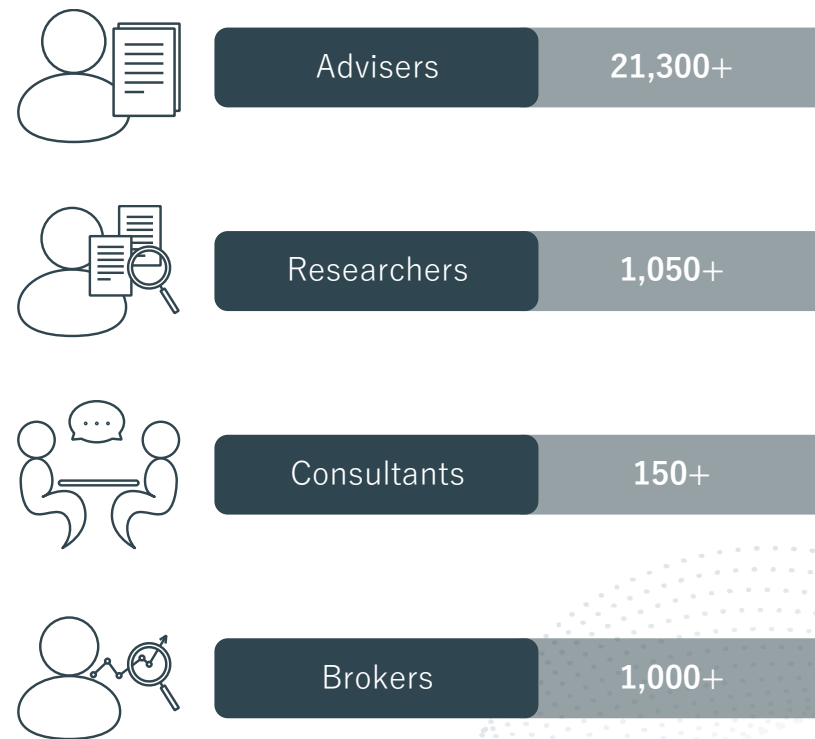 Advisers 21,300+
Researchers 1,050+
Consultants 150+
Brokers 1,000+